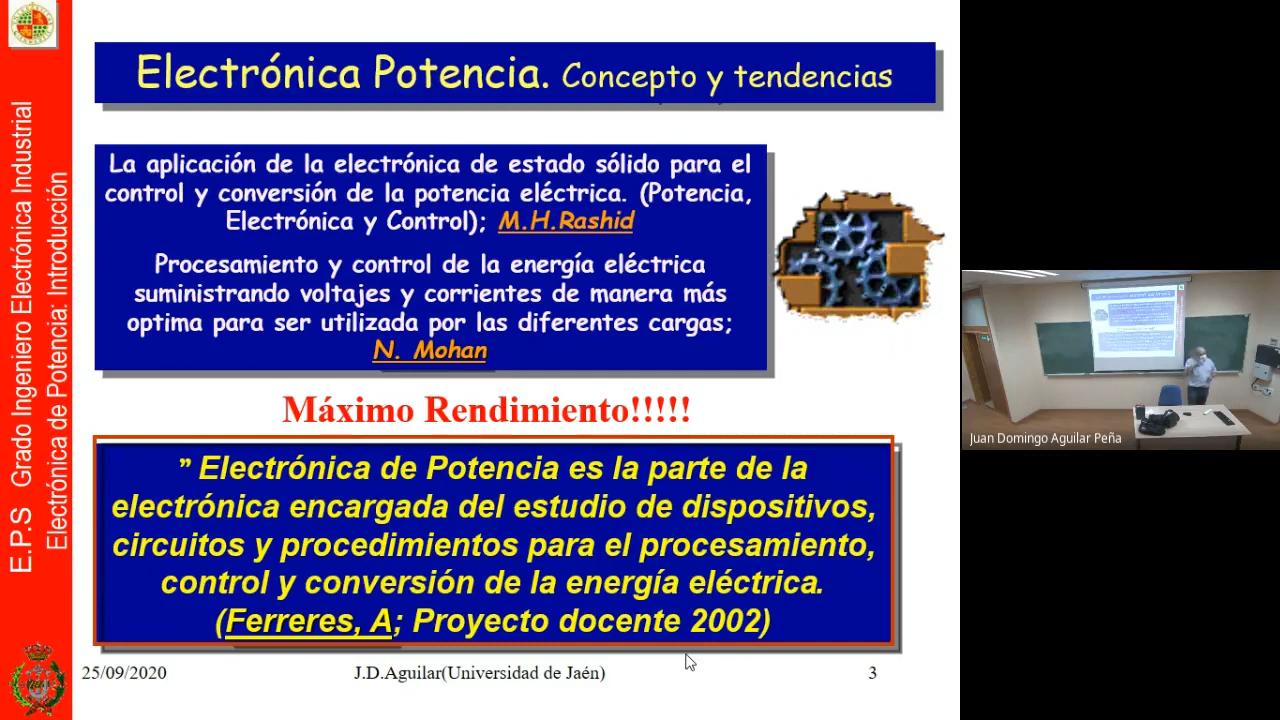 Electrónica Potencia. Concepto y tendencias
La aplicación de la electrónica de estado sólido para el
control y conversión de la potencia eléctrica. (Potencia,
Electrónica y Control); M.H.Rashid
Procesamiento y control de la energía eléctrica
suministrando voltajes y corrientes de manera más
optima para ser utilizada por las diferentes cargas;
N. Mohan
Máximo Rendimiento!!!!!
” Electrónica de Potencia es la parte de la
electrónica encargada del estudio de dispositivos,
circuitos y procedimientos para el procesamiento,
control y conversión de la energía eléctrica.
(Ferreres, A; Proyecto docente 2002)
25/09/2020
J.D.Aguilar(Universidad de Jaén)
3
E.P.S Grado Ingeniero Electrónica Industrial
Electrónica de Potencia: Introducción
Juan Domingo Aguilar Peña